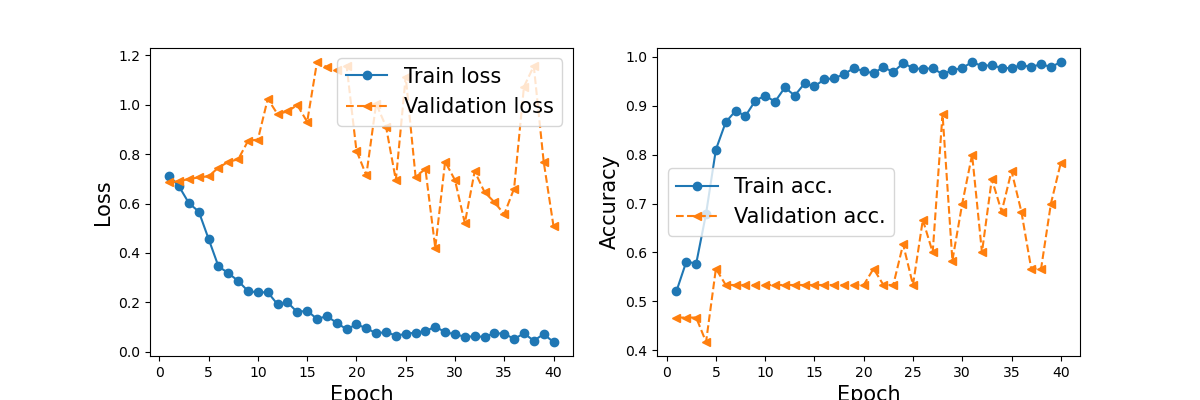 1.2
1.0
0.8
0.6
0.4
0.2
0.0
Loss
Train loss
Validation loss
0 5 10 15 20 25 30 35 40
Epoch
1.0
0.9
0.8
0.7
0.6
0.5
0.4
Accuracy
Train acc.
Validation acc.
0 5 10 15 20 25 30 35 40
Epoch